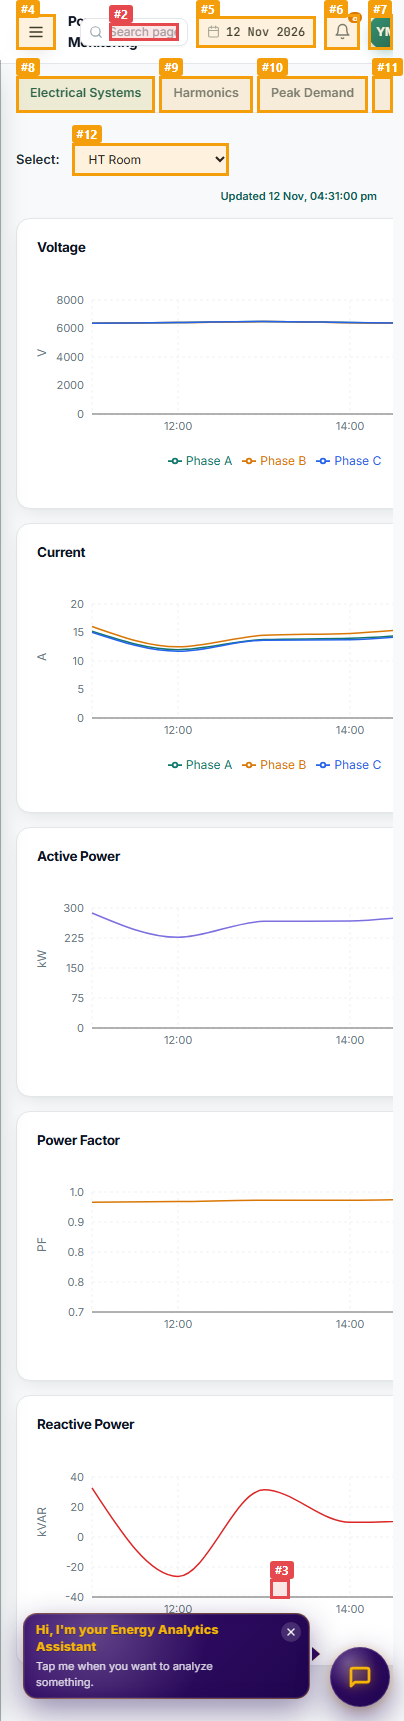 #4
#2
#5
#6
#7
Search page
12 Nov 2026
YM
#8
#9
#10
#11
Electrical Systems
Harmonics
Peak Demand
#12
Select:
HT Room
Updated 12 Nov, 04:31:00 pm
Voltage
8000
6000
4000
2000
0
V
12:00
14:00
Phase A
Phase B
Phase C
Current
20
15
10
5
0
A
12:00
14:00
Phase A
Phase B
Phase C
Active Power
300
225
150
75
0
kW
12:00
14:00
Power Factor
1.0
0.9
0.8
0.8
0.7
PF
12:00
14:00
Reactive Power
40
20
0
-20
-40
kVAR
#3
12:00
14:00
Hi, I'm your Energy Analytics
Assistant
Tap me when you want to analyze
something.